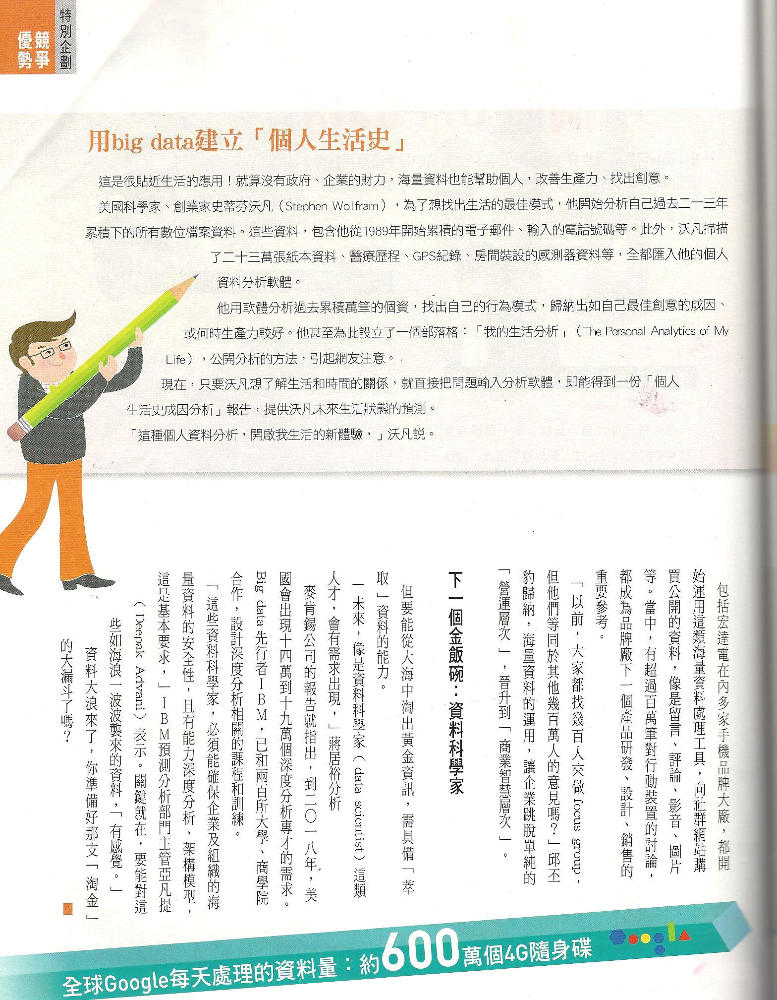 特別企劃
競爭
優勢
用big data建立「個人生活史」
這是很貼近生活的應用！就算沒有政府、企業的財力，海量資料也能幫助個人，改善生產力、找出創意。
美國科學家、創業家史蒂芬沃凡（Stephen Wolfram），為了想找出生活的最佳模式，他開始分析自己過去二十三年
累積下的所有數位檔案資料。這些資料，包含他從1989年開始累積的電子郵件、輸入的電話號碼等。此外，沃凡掃描
了二十三萬張紙本資料、醫療歷程、GPS紀錄、房間裝設的感測器資料等，全都匯入他的個人
資料分析軟體。
他用軟體分析過去累積萬筆的個資，找出自己的行為模式，歸納出如自己最佳創意的成因、
或何時生產力較好。他甚至為此設立了一個部落格：「我的生活分析」（The Personal Analytics of My
Life），公開分析的方法，引起網友注意。
現在，只要沃凡想了解生活和時間的關係，就直接把問題輸入分析軟體，即能得到一份「個人
生活史成因分析」報告，提供沃凡未來生活狀態的預測。
「這種個人資料分析，開啟我生活的新體驗，」沃凡説。
包括宏達電在內多家手機品牌大廠，都開
始運用這類海量資料處理工具，向社群網站購
買公開的資料，像是留言、評論、影音、圖片
等。當中，有超過百萬筆對行動裝置的討論，
都成為品牌廠下一個產品研發、設計、銷售的
重要參考。
「以前，大家都找幾百人來做 focus group，
但他們等同於其他幾百萬人的意見嗎？」邱丕
豹歸納，海量資料的運用，讓企業跳脫單純的
「營運層次」，晉升到「商業智慧層次」。
下一個金飯碗：資料科學家
但要能從大海中淘出黃金資訊，需具備「萃
取」資料的能力。
「未來，像是資料科學家（data scientist）這類
人才，會有需求出現，」蔣居裕分析
麥肯錫公司的報告就指出，到二〇一八年，美
國會出現十四萬到十九萬個深度分析專才的需求。
Big data 先行者ＩＢＭ，已和兩百所大學、商學院
合作，設計深度分析相關的課程和訓練。
「這些資料科學家，必須能確保企業及組織的海
量資料的安全性，且有能力深度分析、架構模型，
這是基本要求，」ＩＢＭ預測分析部門主管亞凡提
（Deepak Advani）表示。關鍵就在，要能對這
些如海浪一波波襲來的資料，「有感覺。」
資料大浪來了，你準備好那支「淘金」
的大漏斗了嗎？
全球Google每天處理的資料量：約600萬個4G隨身碟